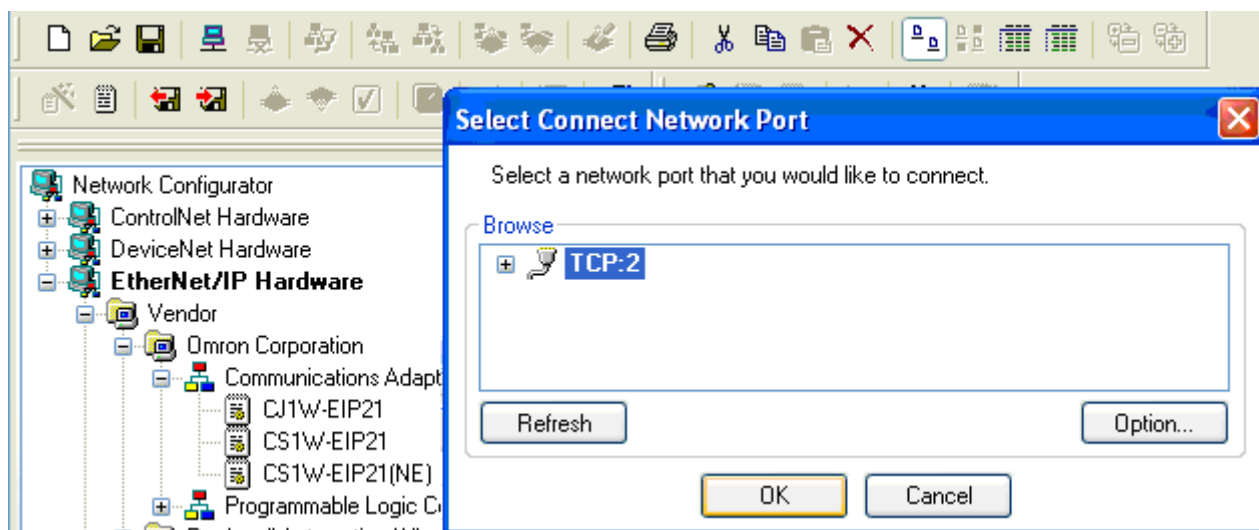 Select Connect Network Port
Network Configurator
ControlNet Hardware
DeviceNet Hardware
EtherNet/IP Hardware
Vendor
Omron Corporation
Communications Adapt
CJ1W-EIP21
CS1W-EIP21
CS1W-EIP21(NE)
Programmable Logic
Select a network port that you would like to connect.
Browse
TCP:2
Refresh
Option...
OK
Cancel